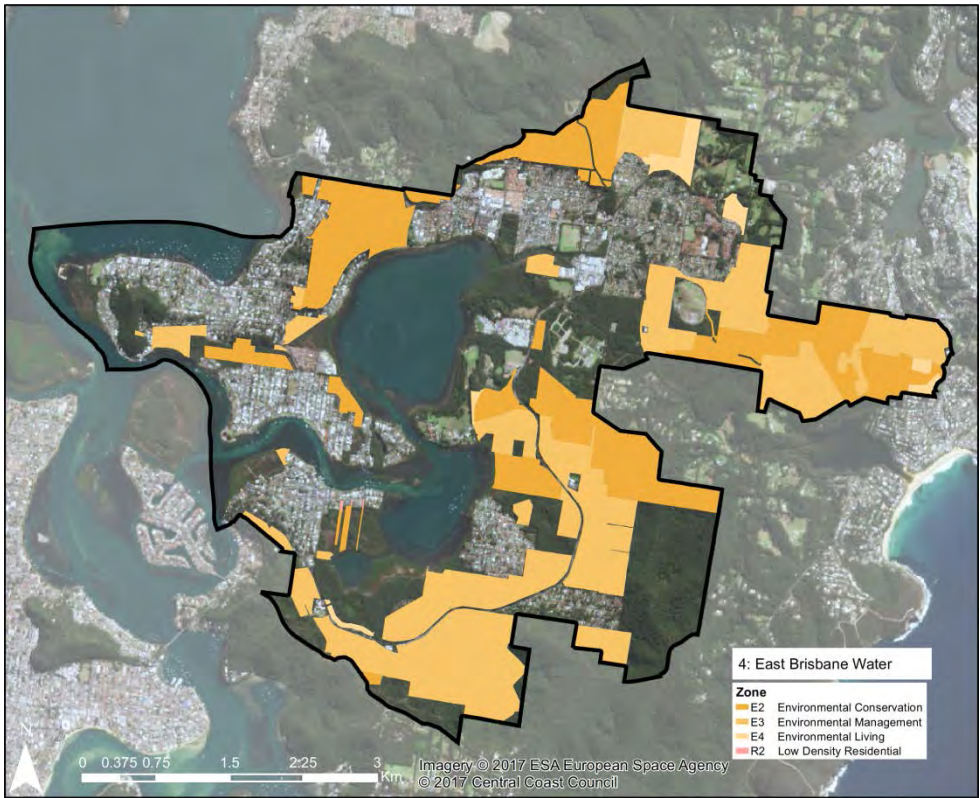 4: East Brisbane Water
Zone
E2 Environmental Conservation
E3 Environmental Management
E4 Environmental Living
R2 Low Density Residential
N
0 0.375 0.75 1.5 2.25 3
Km
Imagery © 2017 ESA European Space Agency
© 2017 Central Coast Council